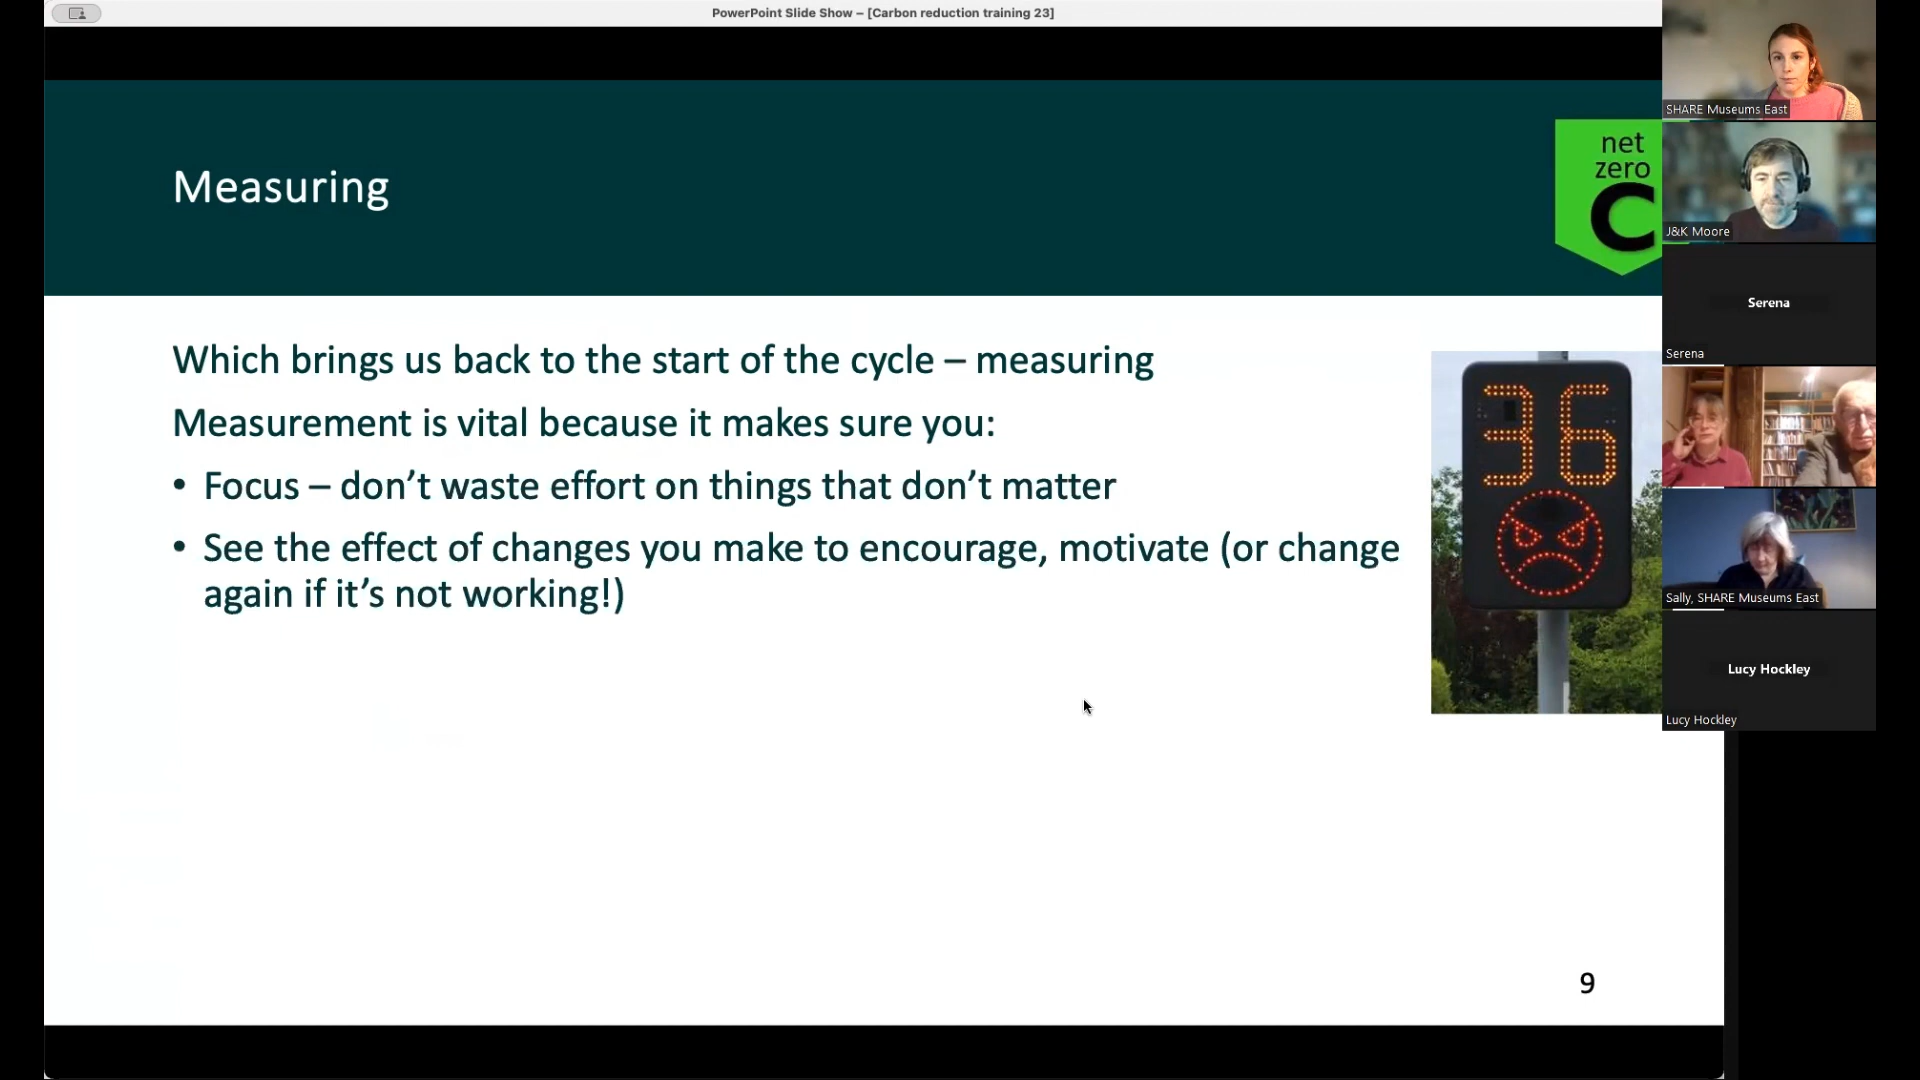 PowerPoint Slide Show – [Carbon reduction training 23]
Measuring
net
zero
C
Which brings us back to the start of the cycle – measuring
Measurement is vital because it makes sure you:
• Focus – don’t waste effort on things that don’t matter
• See the effect of changes you make to encourage, motivate (or change
again if it’s not working!)
36
9
SHARE Museums East
J&K Moore
Serena
Serena
Sally, SHARE Museums East
Lucy Hockley
Lucy Hockley